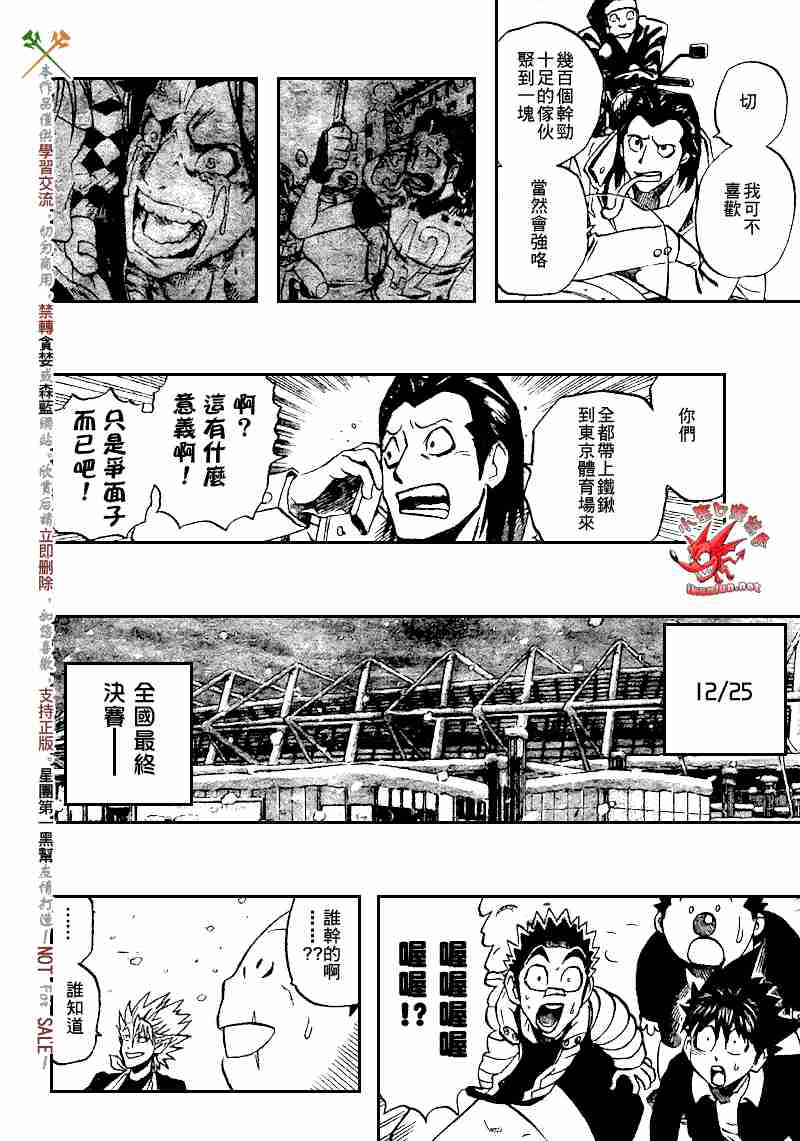 切
我可不
喜歡
幾百個幹勁
十足的傢伙
聚到一塊
當然會強咯
你們
全都帶上鐵鍬
到東京體育場來
啊？
這有什麼
意義啊！
只是爭面子
而已吧！
12/25
全國最終
決賽——
喔喔喔喔
喔喔!?
誰幹的啊
……??
誰知道
……
本作品僅供學習交流，切勿商用，禁轉貪婪或森藍網站。欣賞后請立即刪除，如您喜歡，支持正版。星團第一黑幫友情打造！NOT For SALE！